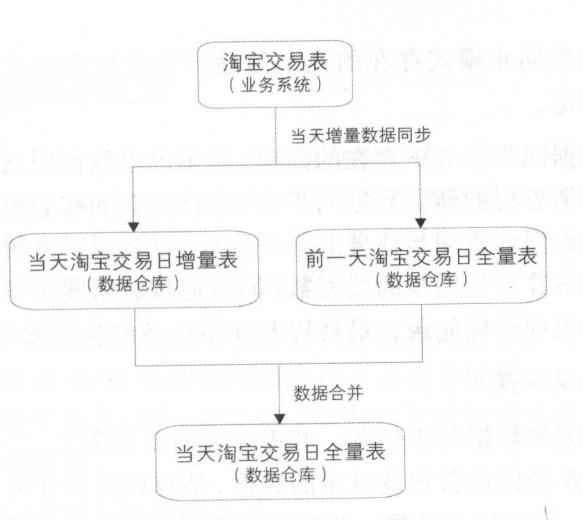 淘宝交易表
（业务系统）
当天增量数据同步
当天淘宝交易日增量表
（数据仓库）
前一天淘宝交易日全量表
（数据仓库）
数据合并
当天淘宝交易日全量表
（数据仓库）